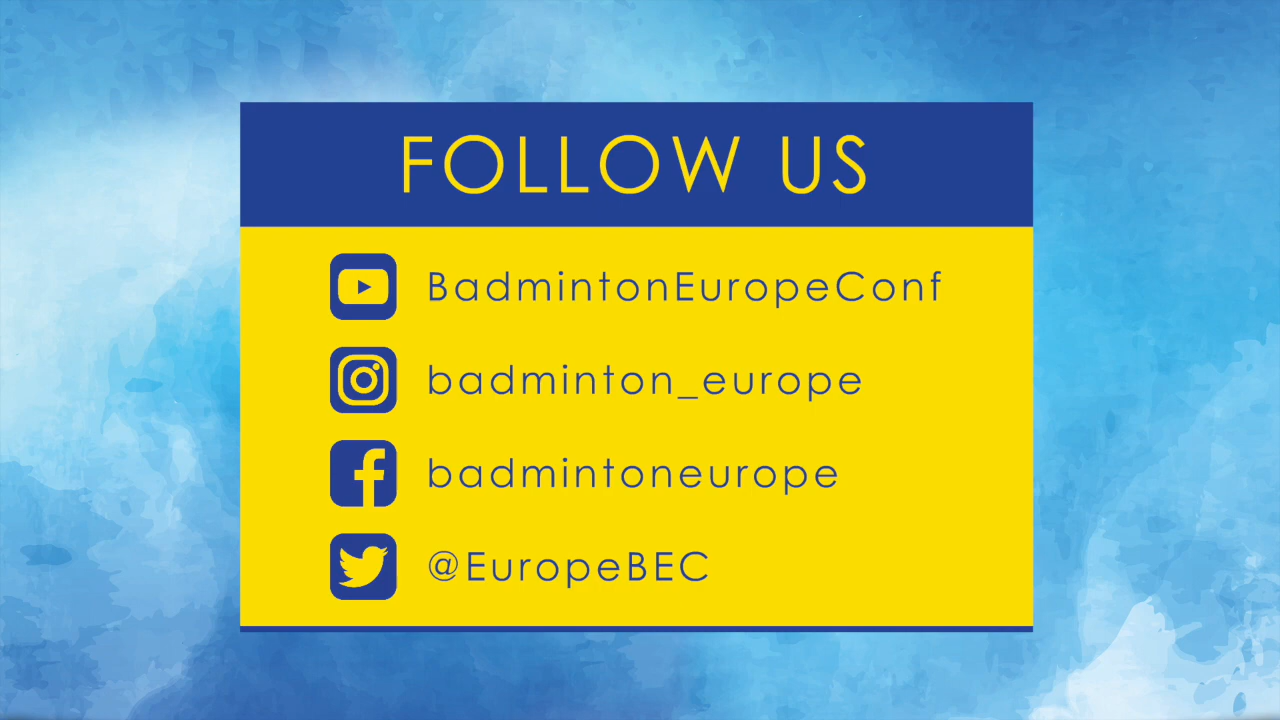 FOLLOW US
BadmintonEuropeConf
badminton_europe
badmintoneurope
@EuropeBEC